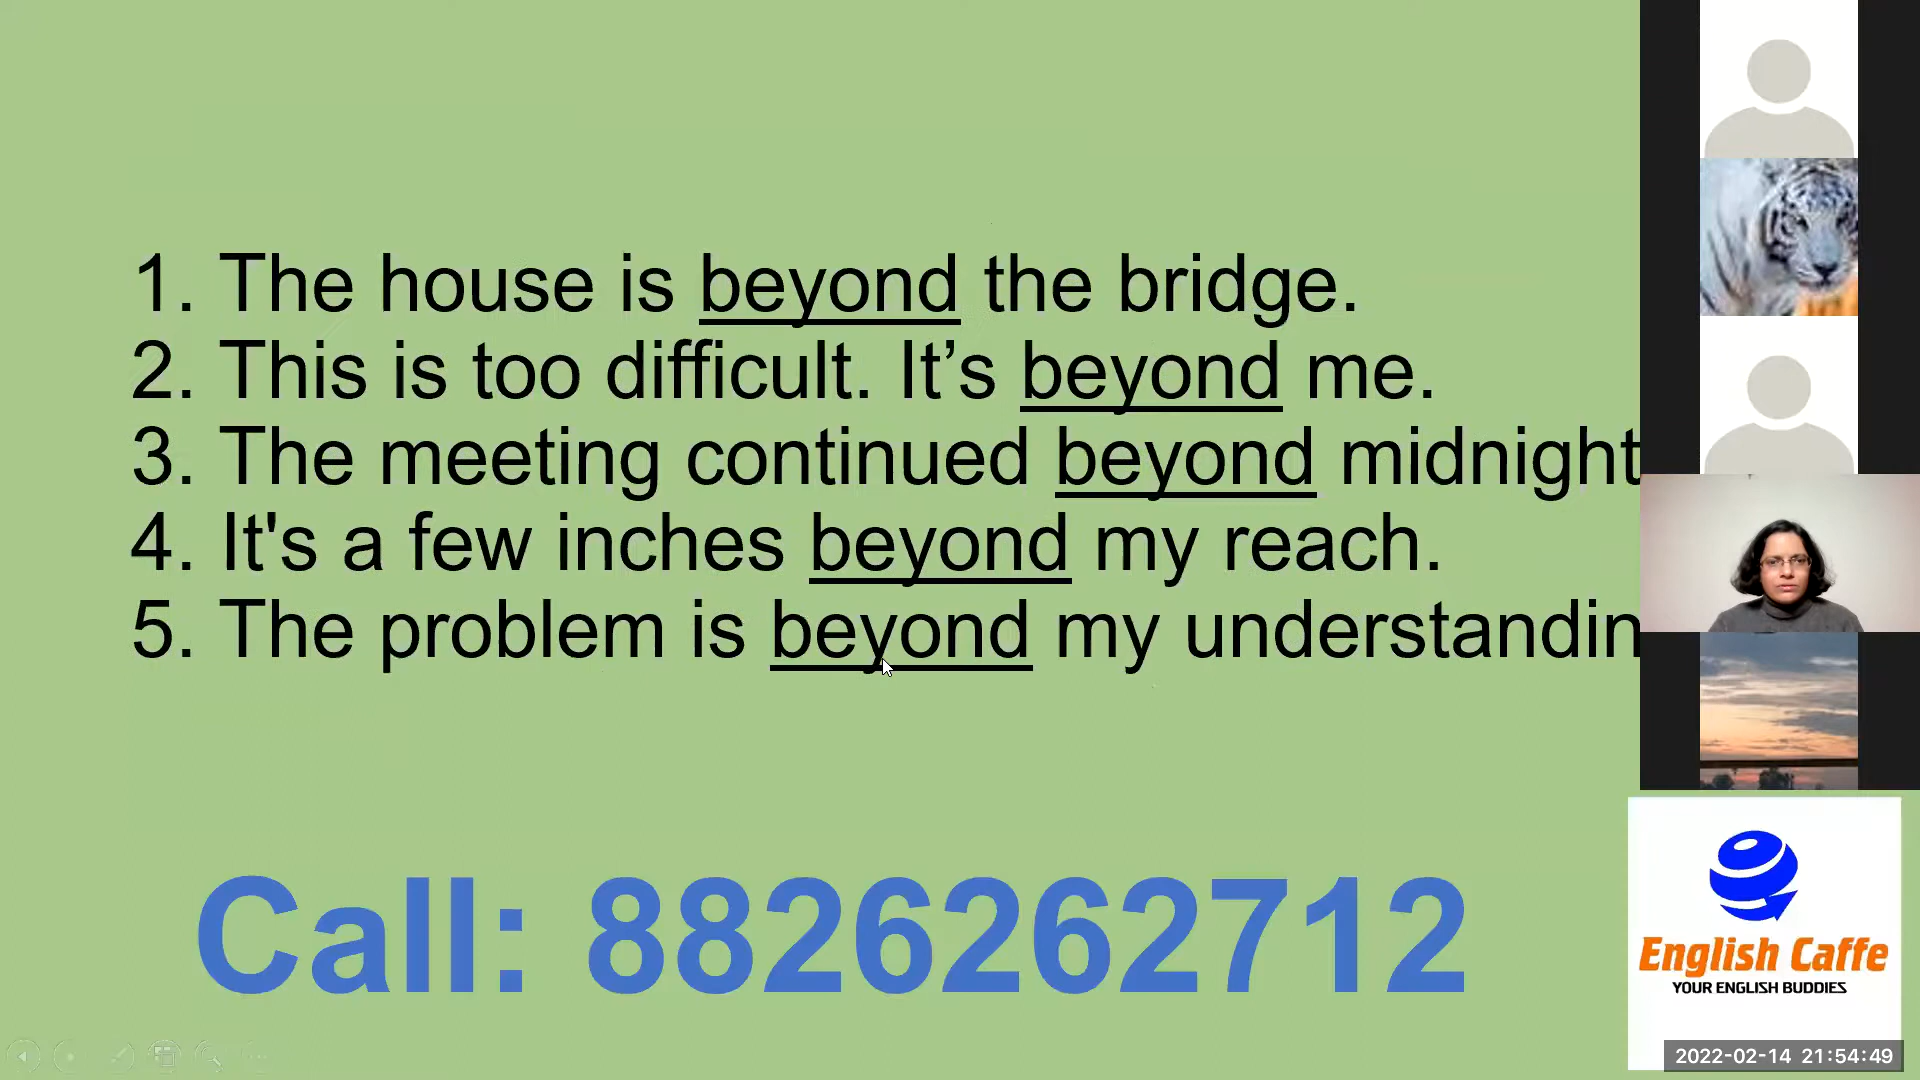 1. The house is beyond the bridge.
2. This is too difficult. It’s beyond me.
3. The meeting continued beyond midnight
4. It's a few inches beyond my reach.
5. The problem is beyond my understandin
Call: 8826262712
English Caffe
YOUR ENGLISH BUDDIES
2022-02-14 21:54:49